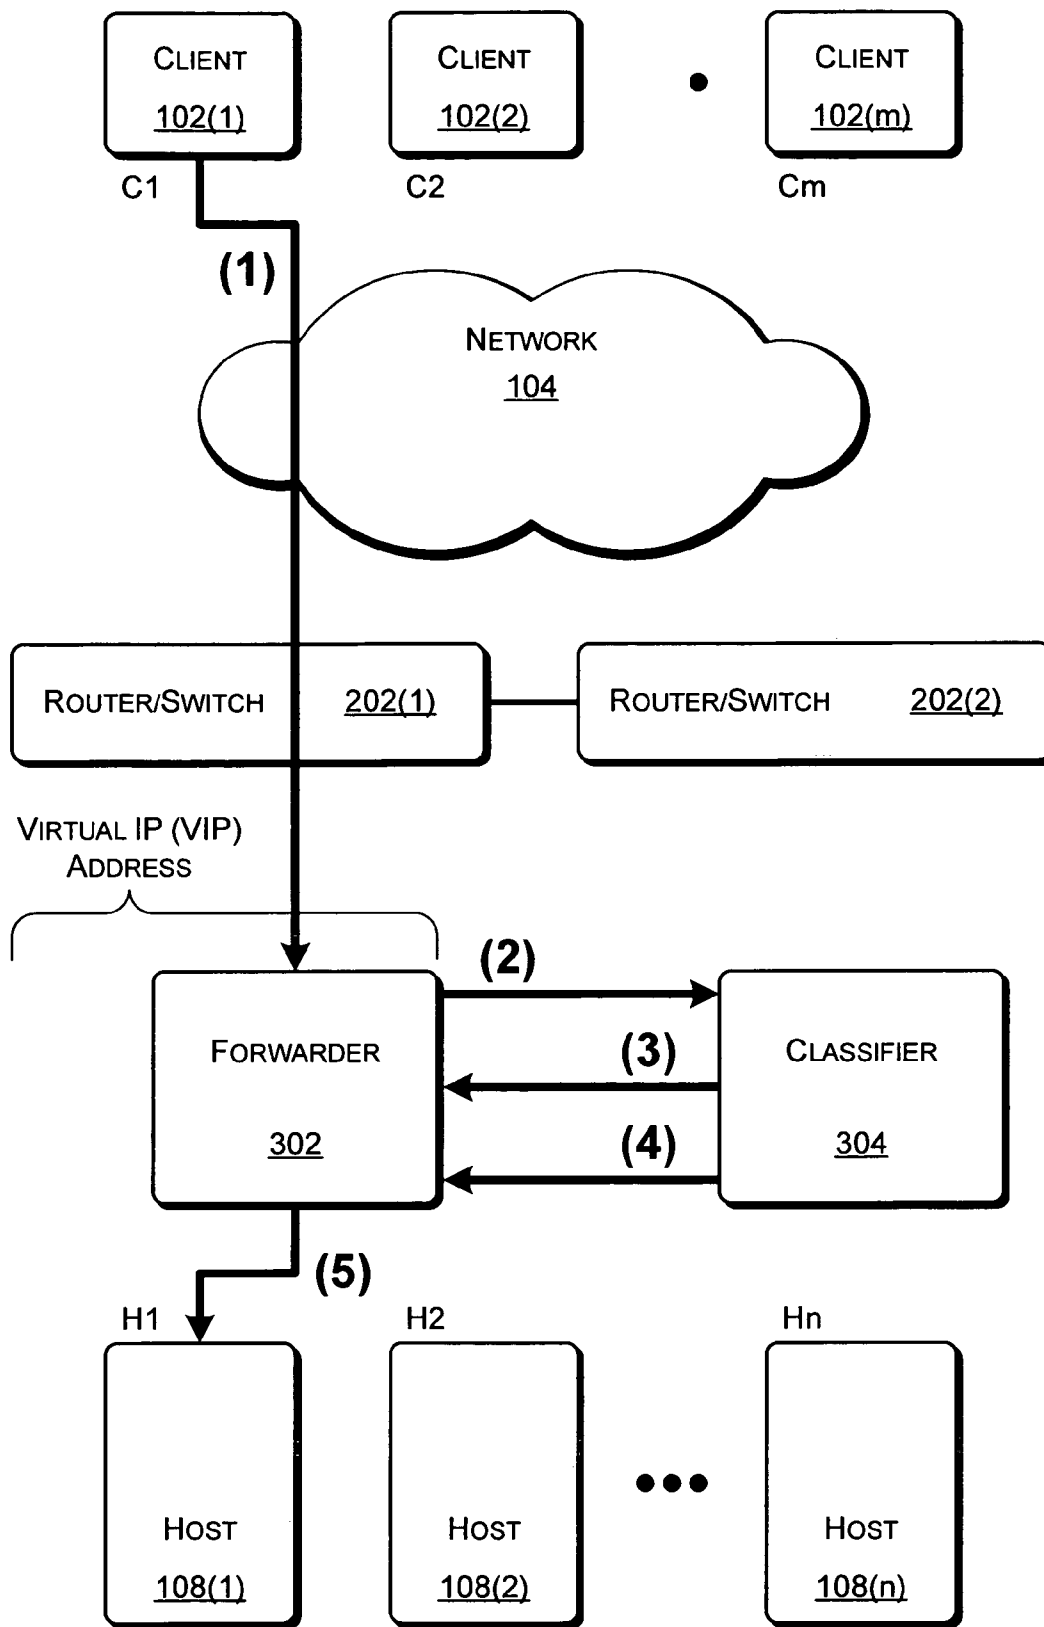 CLIENT
102(1)
CLIENT
102(2)
CLIENT
102(m)
C1
C2
Cm
(1)
NETWORK
104
ROUTER/SWITCH 202(1)
ROUTER/SWITCH 202(2)
VIRTUAL IP (VIP)
ADDRESS
(2)
FORWARDER
302
(3)
(4)
CLASSIFIER
304
(5)
H1
H2
Hn
HOST
108(1)
HOST
108(2)
HOST
108(n)